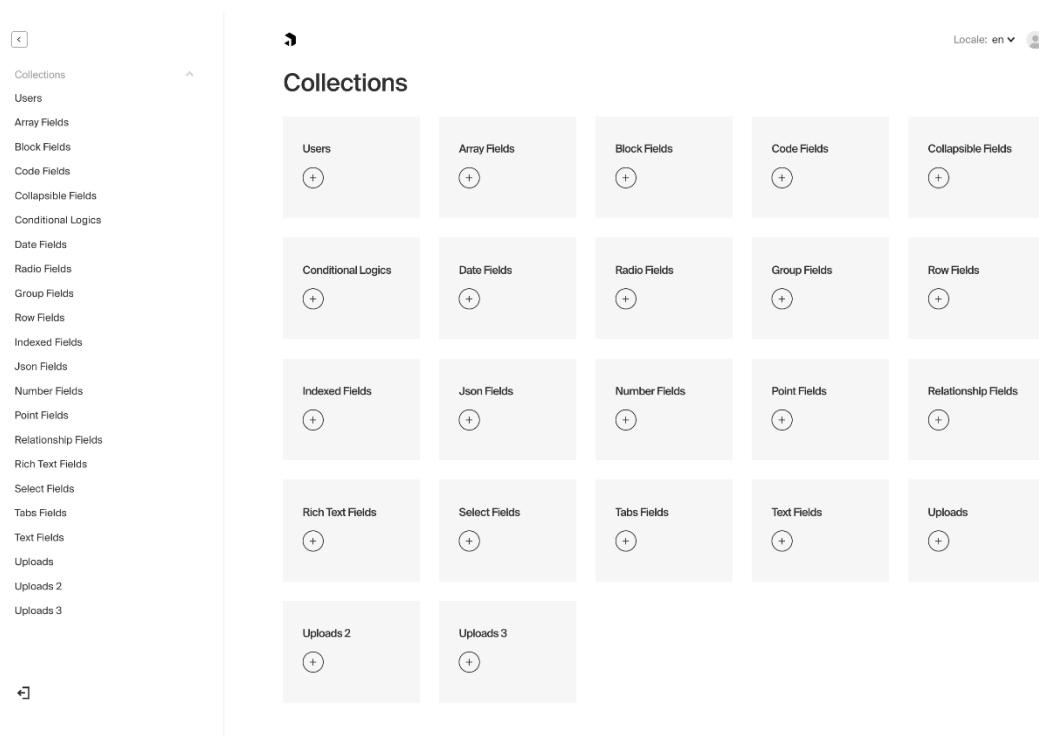 Collections
Users
Array Fields
Block Fields
Code Fields
Collapsible Fields
Conditional Logics
Date Fields
Radio Fields
Group Fields
Row Fields
Indexed Fields
Json Fields
Number Fields
Point Fields
Relationship Fields
Rich Text Fields
Select Fields
Tabs Fields
Text Fields
Uploads
Uploads 2
Uploads 3
Locale: en
Collections
Users Array Fields Block Fields Code Fields Collapsible Fields
Conditional Logics Date Fields Radio Fields Group Fields Row Fields
Indexed Fields Json Fields Number Fields Point Fields Relationship Fields
Rich Text Fields Select Fields Tabs Fields Text Fields Uploads
Uploads 2 Uploads 3